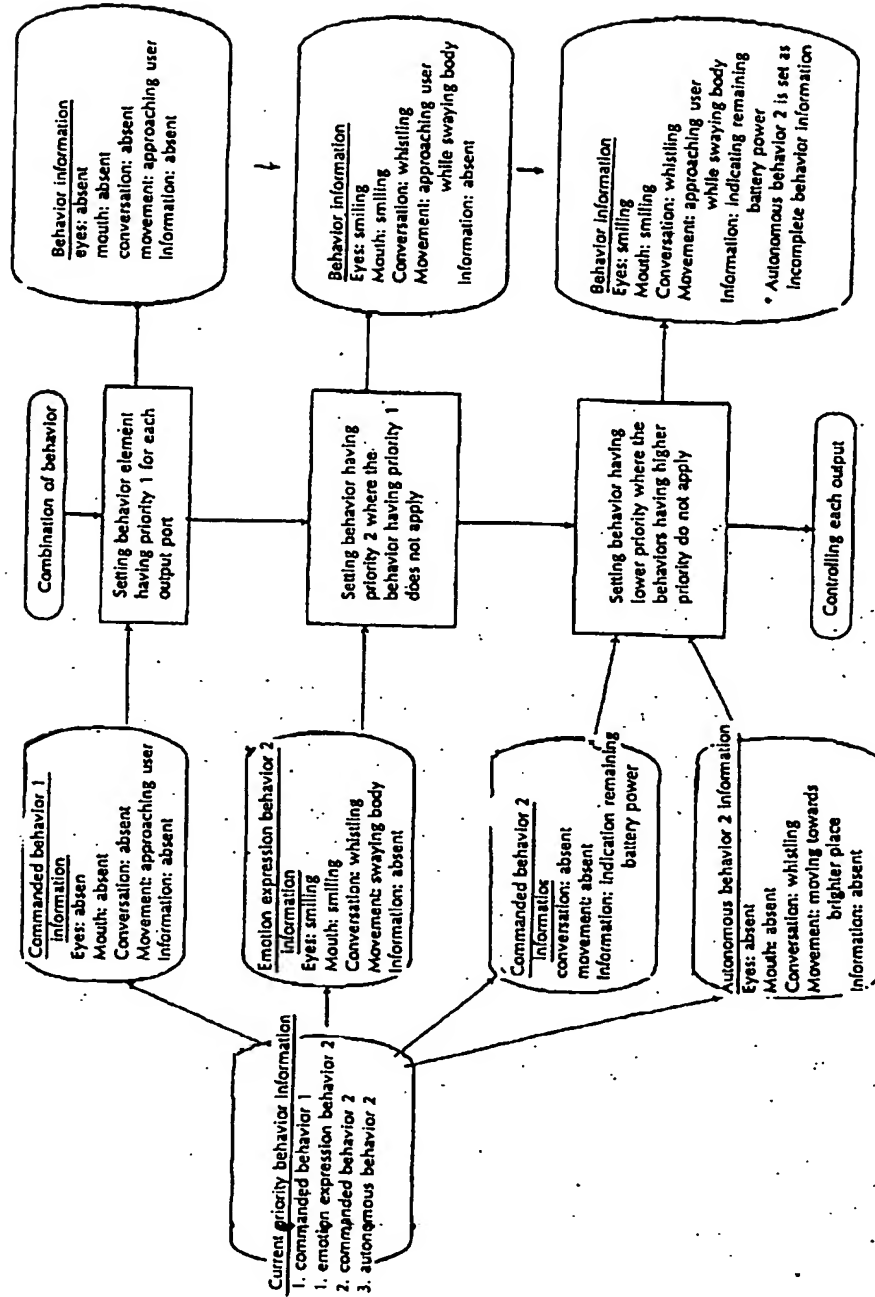 Current priority behavior information
1. commanded behavior 1
1. emotion expression behavior 2
2. commanded behavior 2
3. autonomous behavior 2
Commanded behavior 1
information
Eyes: absen
Mouth: absent
Conversation: absent
Movement: approaching user
Information: absent
Emotion expression behavior 2
information
Eyes: smiling
Mouth: smiling
Conversation: whistling
Movement: swaying body
Information: absent
Commanded behavior 2
informatios
conversation: absent
movement: absent
Information: indication remaining
battery power
Autonomous behavior 2 information
Eyes: absent
Mouth: absent
Conversation: whistling
Movement: moving towards
brighter place
Information: absent
Combination of behavior
Setting behavior element
having priority 1 for each
output port
Setting behavior having
priority 2 where the
behavior having priority 1
does not apply
Setting behavior having
lower priority where the
behaviors having higher
priority do not apply
Controlling each output
Behavior information
eyes: absent
mouth: absent
conversation: absent
movement: approaching user
Information: absent
Behavior information
Eyes: smiling
Mouth: smiling
Conversation: whistling
Movement: approaching user
while swaying body
Information: absent
Behavior information
Eyes: smiling
Mouth: smiling
Conversation: whistling
Movement: approaching user
while swaying body
Information: indicating remaining
battery power
* Autonomous behavior 2 is set as
Incomplete behavior information